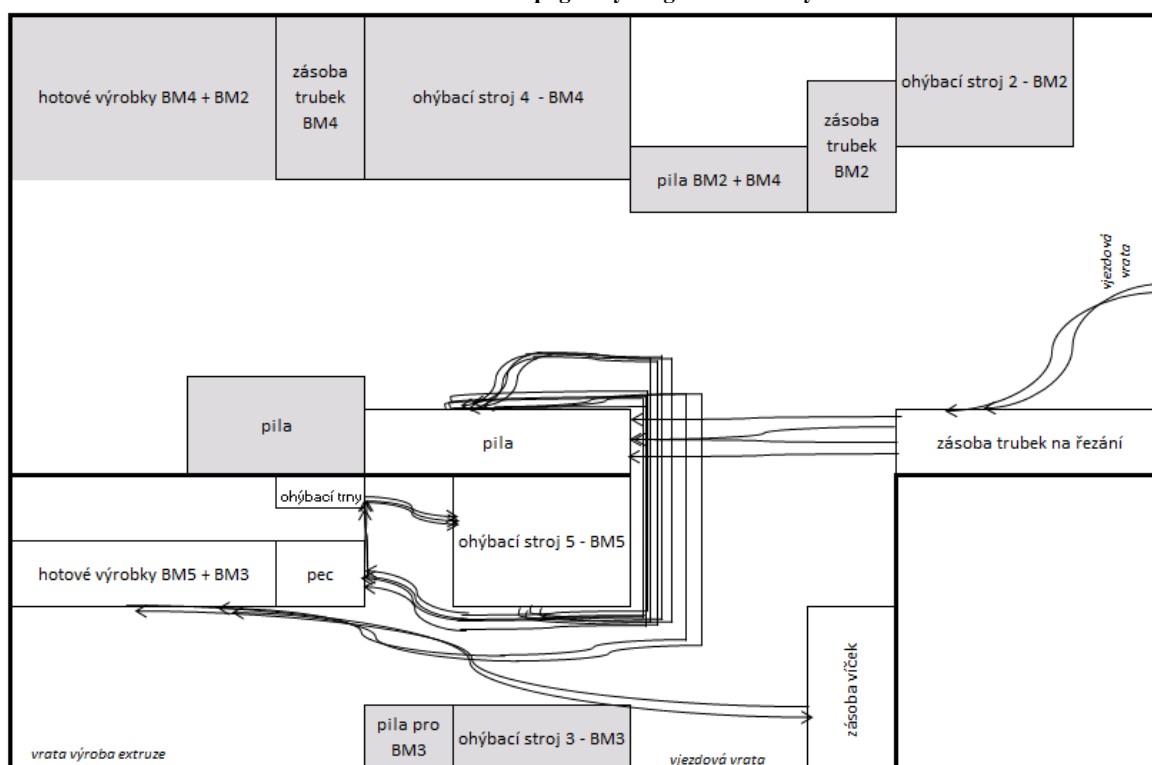 hotové výrobky BM4 + BM2
zásoba
trubek
BM4
ohýbací stroj 4 - BM4
pila BM2 + BM4
zásoba
trubek
BM2
ohýbací stroj 2 - BM2
vjezdová
vrata
pila
pila
zásoba trubek na řezání
ohýbací trny
ohýbací stroj 5 - BM5
hotové výrobky BM5 + BM3
pec
zásoba víček
pila pro
BM3
ohýbací stroj 3 - BM3
vrata výroba extruze
vjezdová vrata